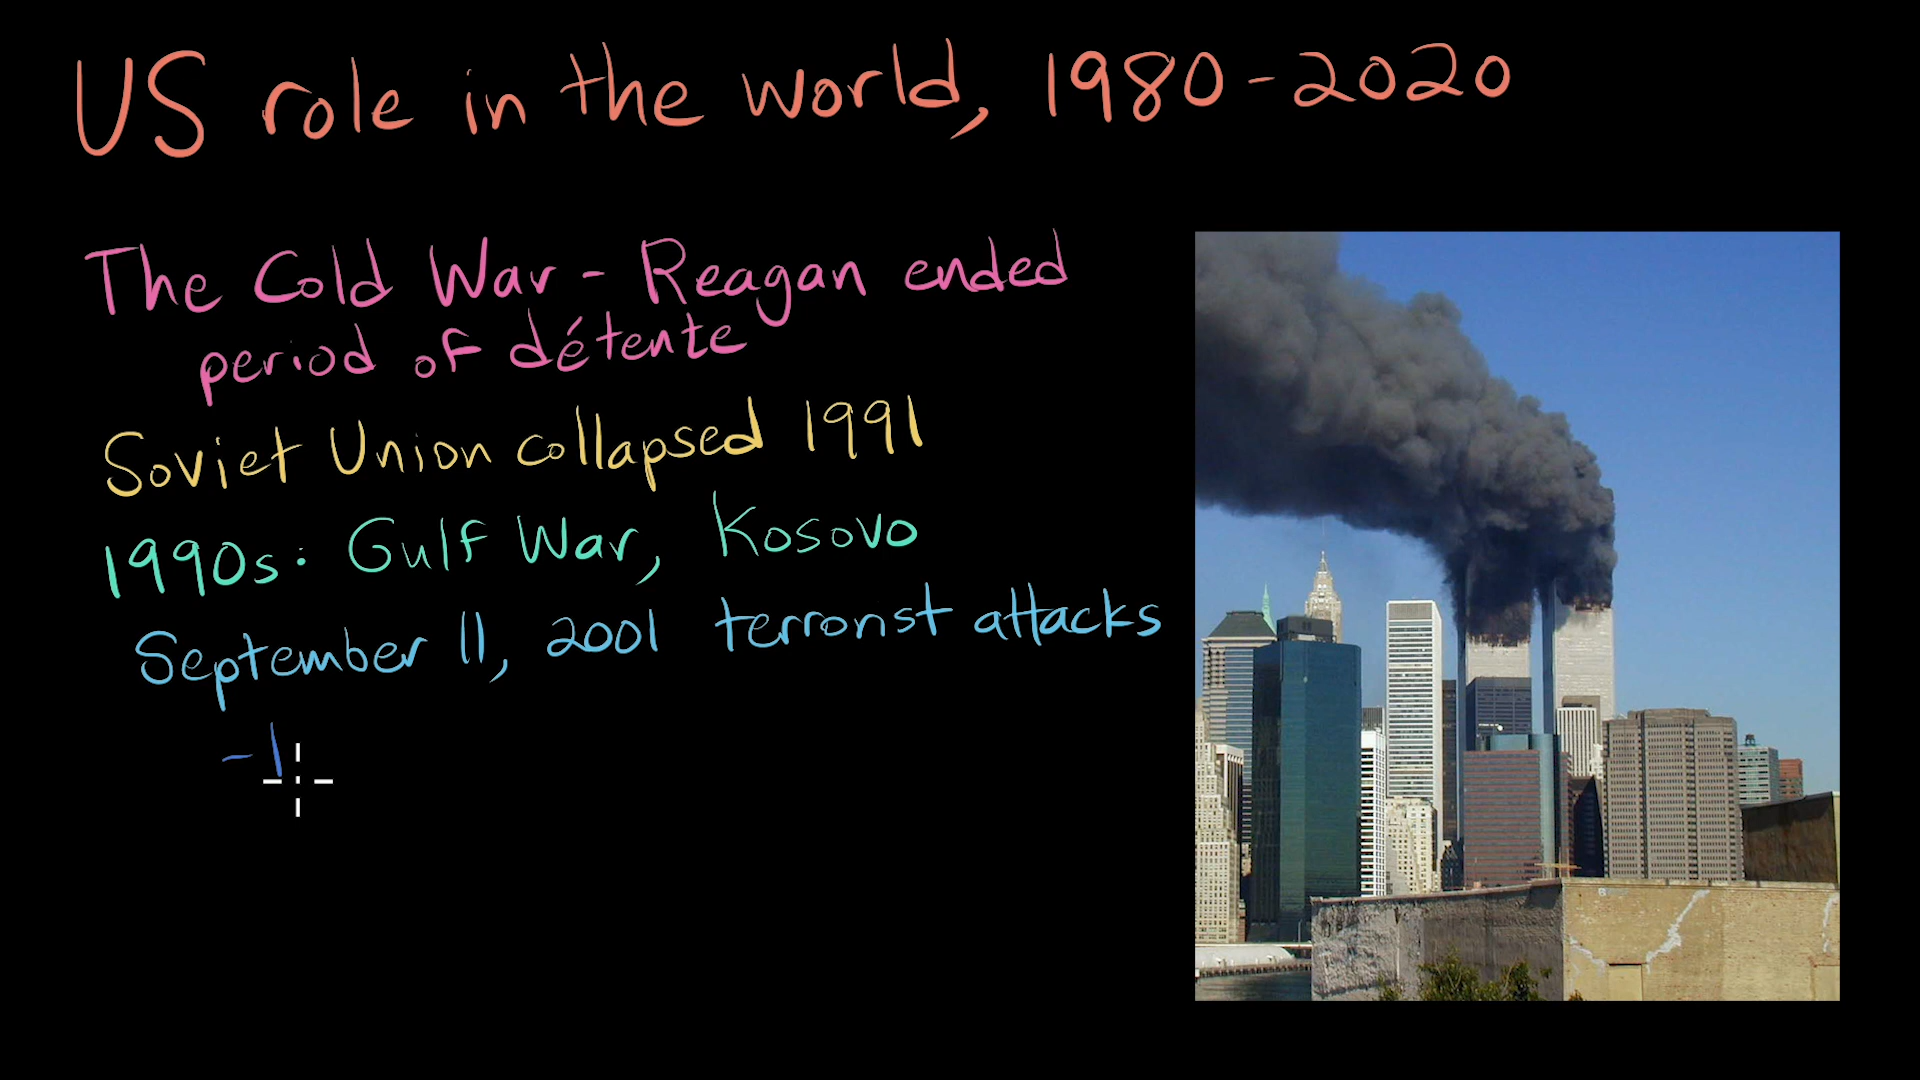 US role in the world, 1980-2020
The Cold War - Reagan ended
period of détente
Soviet Union collapsed 1991
1990s: Gulf War, Kosovo
September 11, 2001 terrorist attacks
-